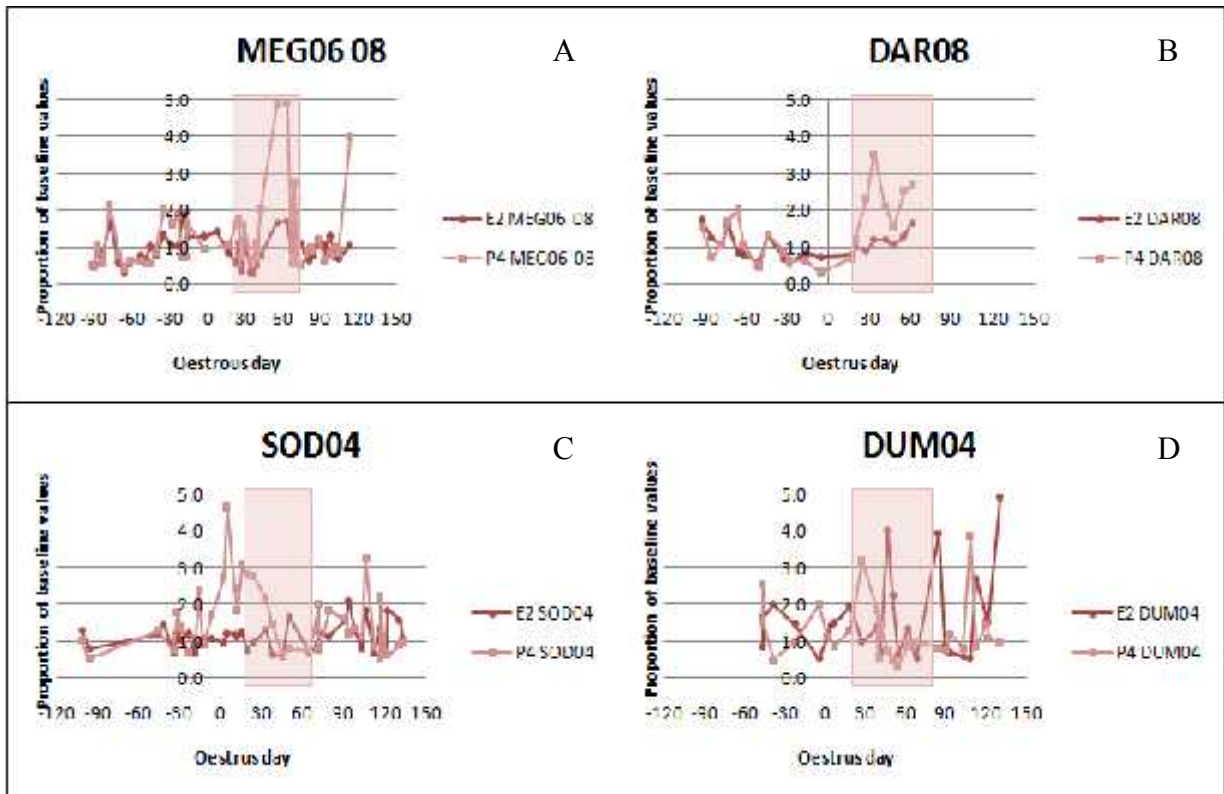 MEG06 08
A
Proportion of baseline values
5.0
4.0
3.0
2.0
1.0
0.0
-120 -90 -60 -30 0 30 60 90 120 150
Oestrous day
E2 MEG06 08
P4 MEG06 08
DAR08
B
Proportion of baseline values
5.0
4.0
3.0
2.0
1.0
0.0
-120 -90 -60 -30 0 30 60 90 120 150
Oestrus day
E2 DAR08
P4 DAR08
SOD04
C
Proportion of baseline values
5.0
4.0
3.0
2.0
1.0
0.0
-120 -90 -60 -30 0 30 60 90 120 150
Oestrus day
E2 SOD04
P4 SOD04
DUM04
D
Proportion of baseline values
5.0
4.0
3.0
2.0
1.0
0.0
-120 -90 -60 -30 0 30 60 90 120 150
Oestrus day
E2 DUM04
P4 DUM04